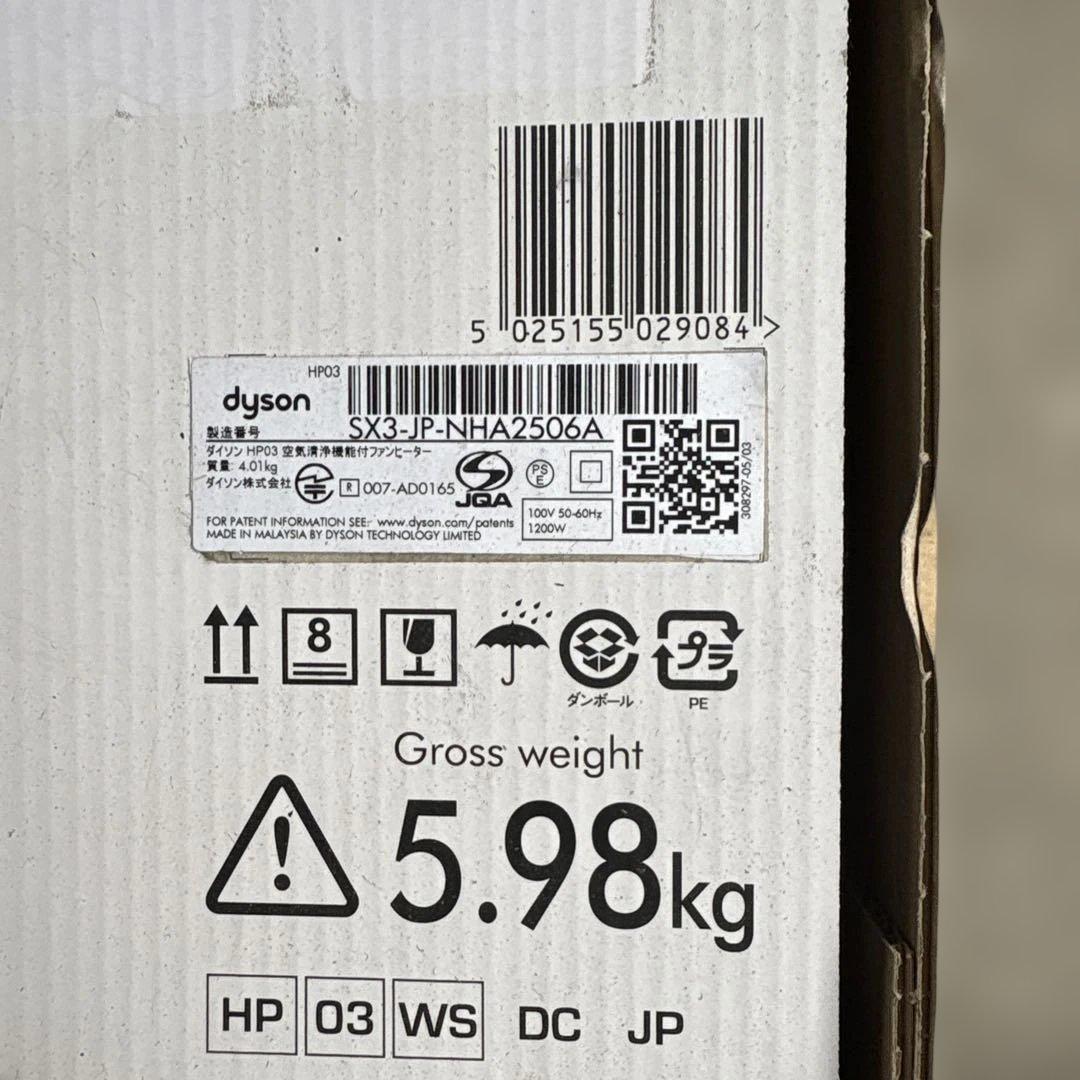 5 025155 029084 >
HP03
dyson
SX3-JP-NHA2506A
製造番号
ダイソン HP03 空気清浄機能付ファンヒーター
質量: 4.01kg
ダイソン株式会社
R 007-AD0165
JQA
PS
E
100V 50-60Hz
1200W
308297-05/03
FOR PATENT INFORMATION SEE: www.dyson.com/patents
MADE IN MALAYSIA BY DYSON TECHNOLOGY LIMITED
8
プラ
ダンボール
PE
Gross weight
5.98kg
HP 03 WS DC JP